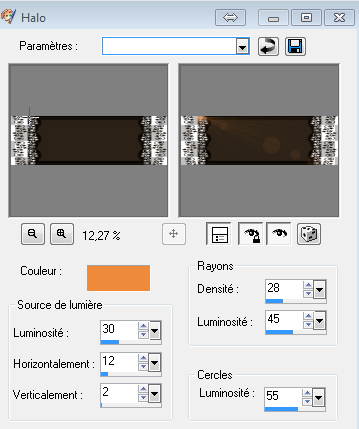 Halo
Paramètres :
12,27 %
Couleur :
Source de lumière
Luminosité : 30
Horizontalement : 12
Verticalement : 2
Rayons
Densité : 28
Luminosité : 45
Cercles
Luminosité : 55